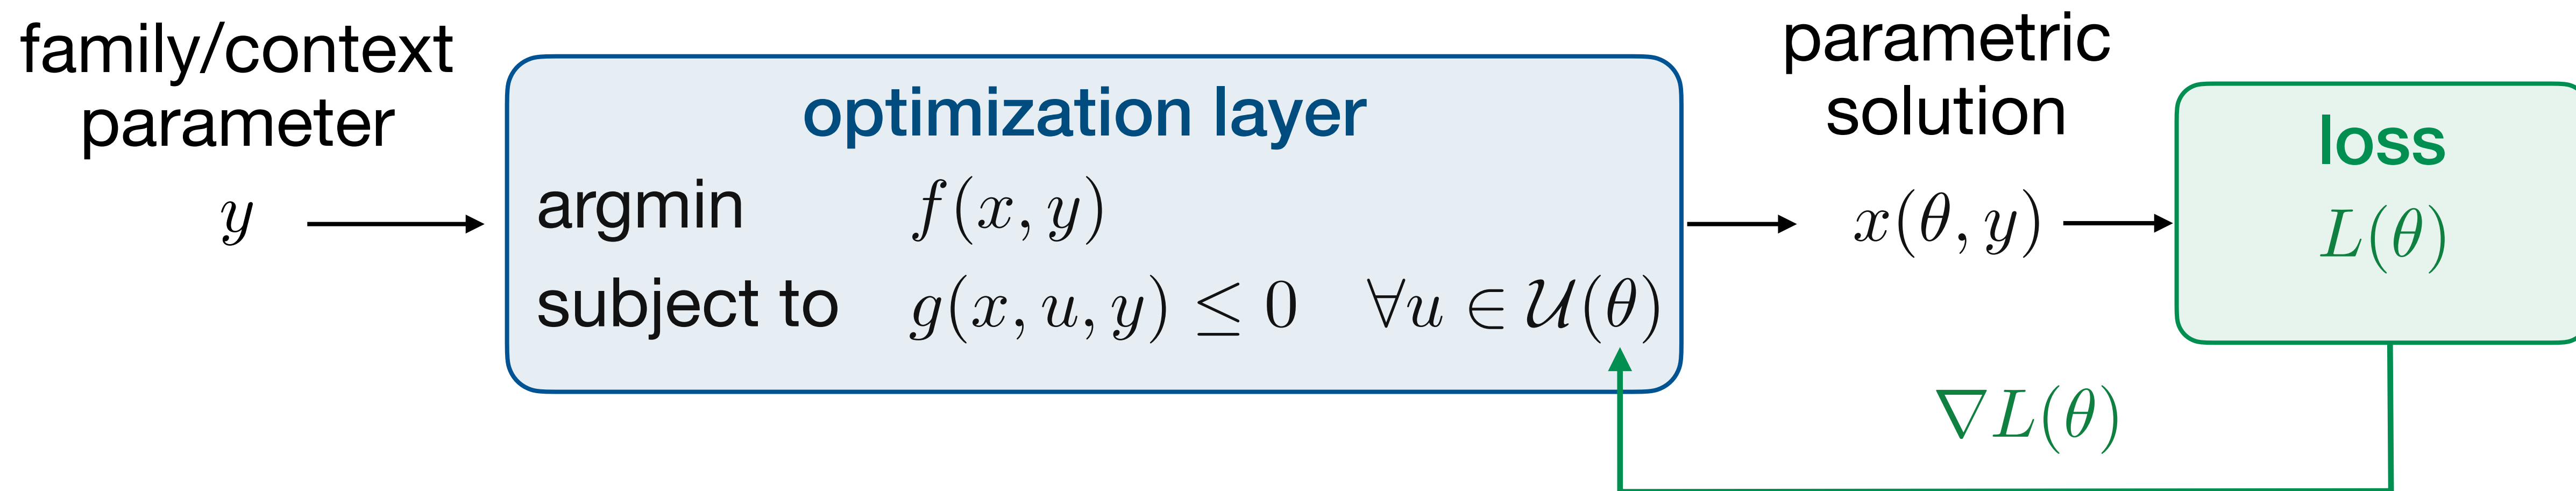 family/context
parameter
y
optimization layer
argmin f(x, y)
subject to g(x, u, y) ≤ 0 ∀u ∈ 𝒰(θ)
parametric
solution
x(θ, y)
loss
L(θ)
∇L(θ)